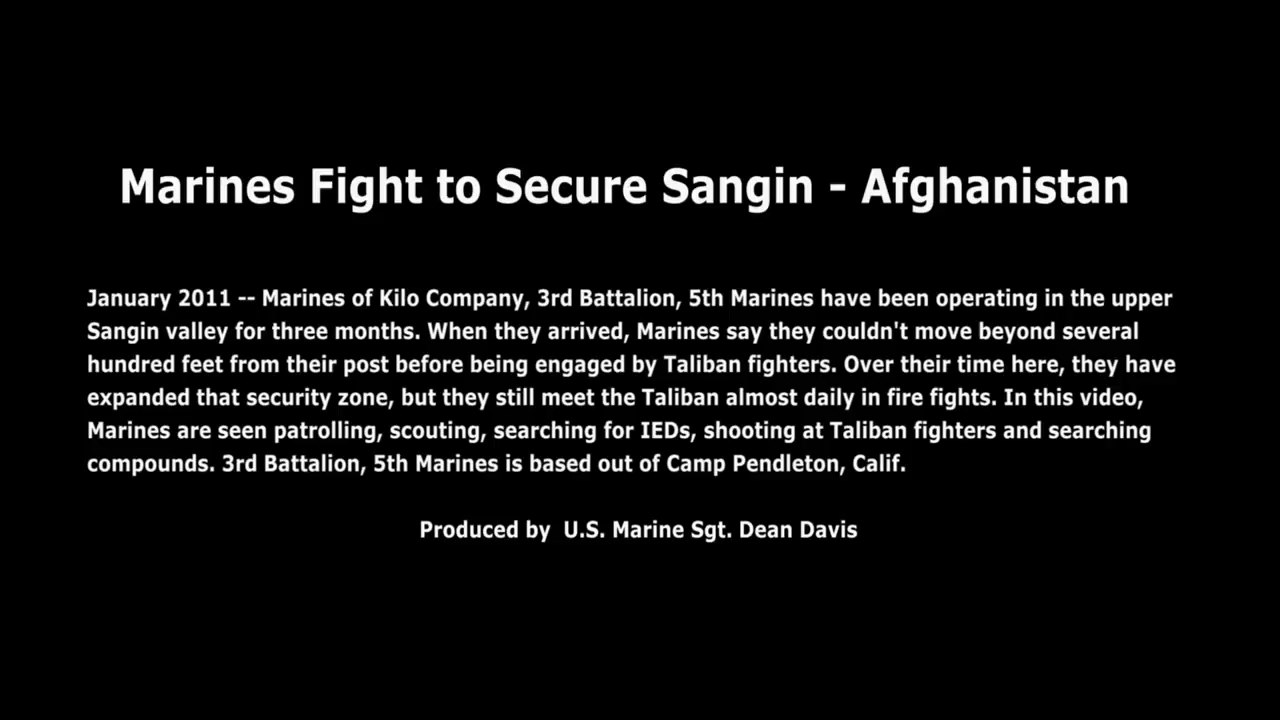 Marines Fight to Secure Sangin - Afghanistan
January 2011 -- Marines of Kilo Company, 3rd Battalion, 5th Marines have been operating in the upper
Sangin valley for three months. When they arrived, Marines say they couldn't move beyond several
hundred feet from their post before being engaged by Taliban fighters. Over their time here, they have
expanded that security zone, but they still meet the Taliban almost daily in fire fights. In this video,
Marines are seen patrolling, scouting, searching for IEDs, shooting at Taliban fighters and searching
compounds. 3rd Battalion, 5th Marines is based out of Camp Pendleton, Calif.
Produced by  U.S. Marine Sgt. Dean Davis